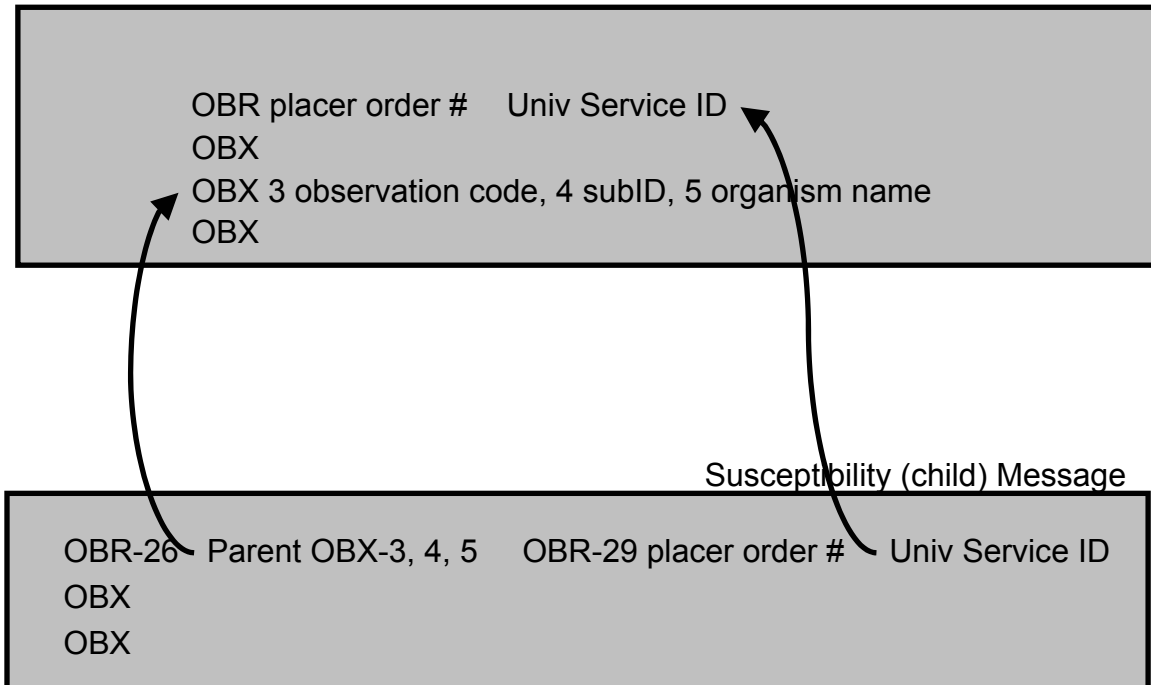 OBR placer order # Univ Service ID
OBX
OBX 3 observation code, 4 subID, 5 organism name
OBX
Susceptibility (child) Message
OBR-26 Parent OBX-3, 4, 5 OBR-29 placer order # Univ Service ID
OBX
OBX